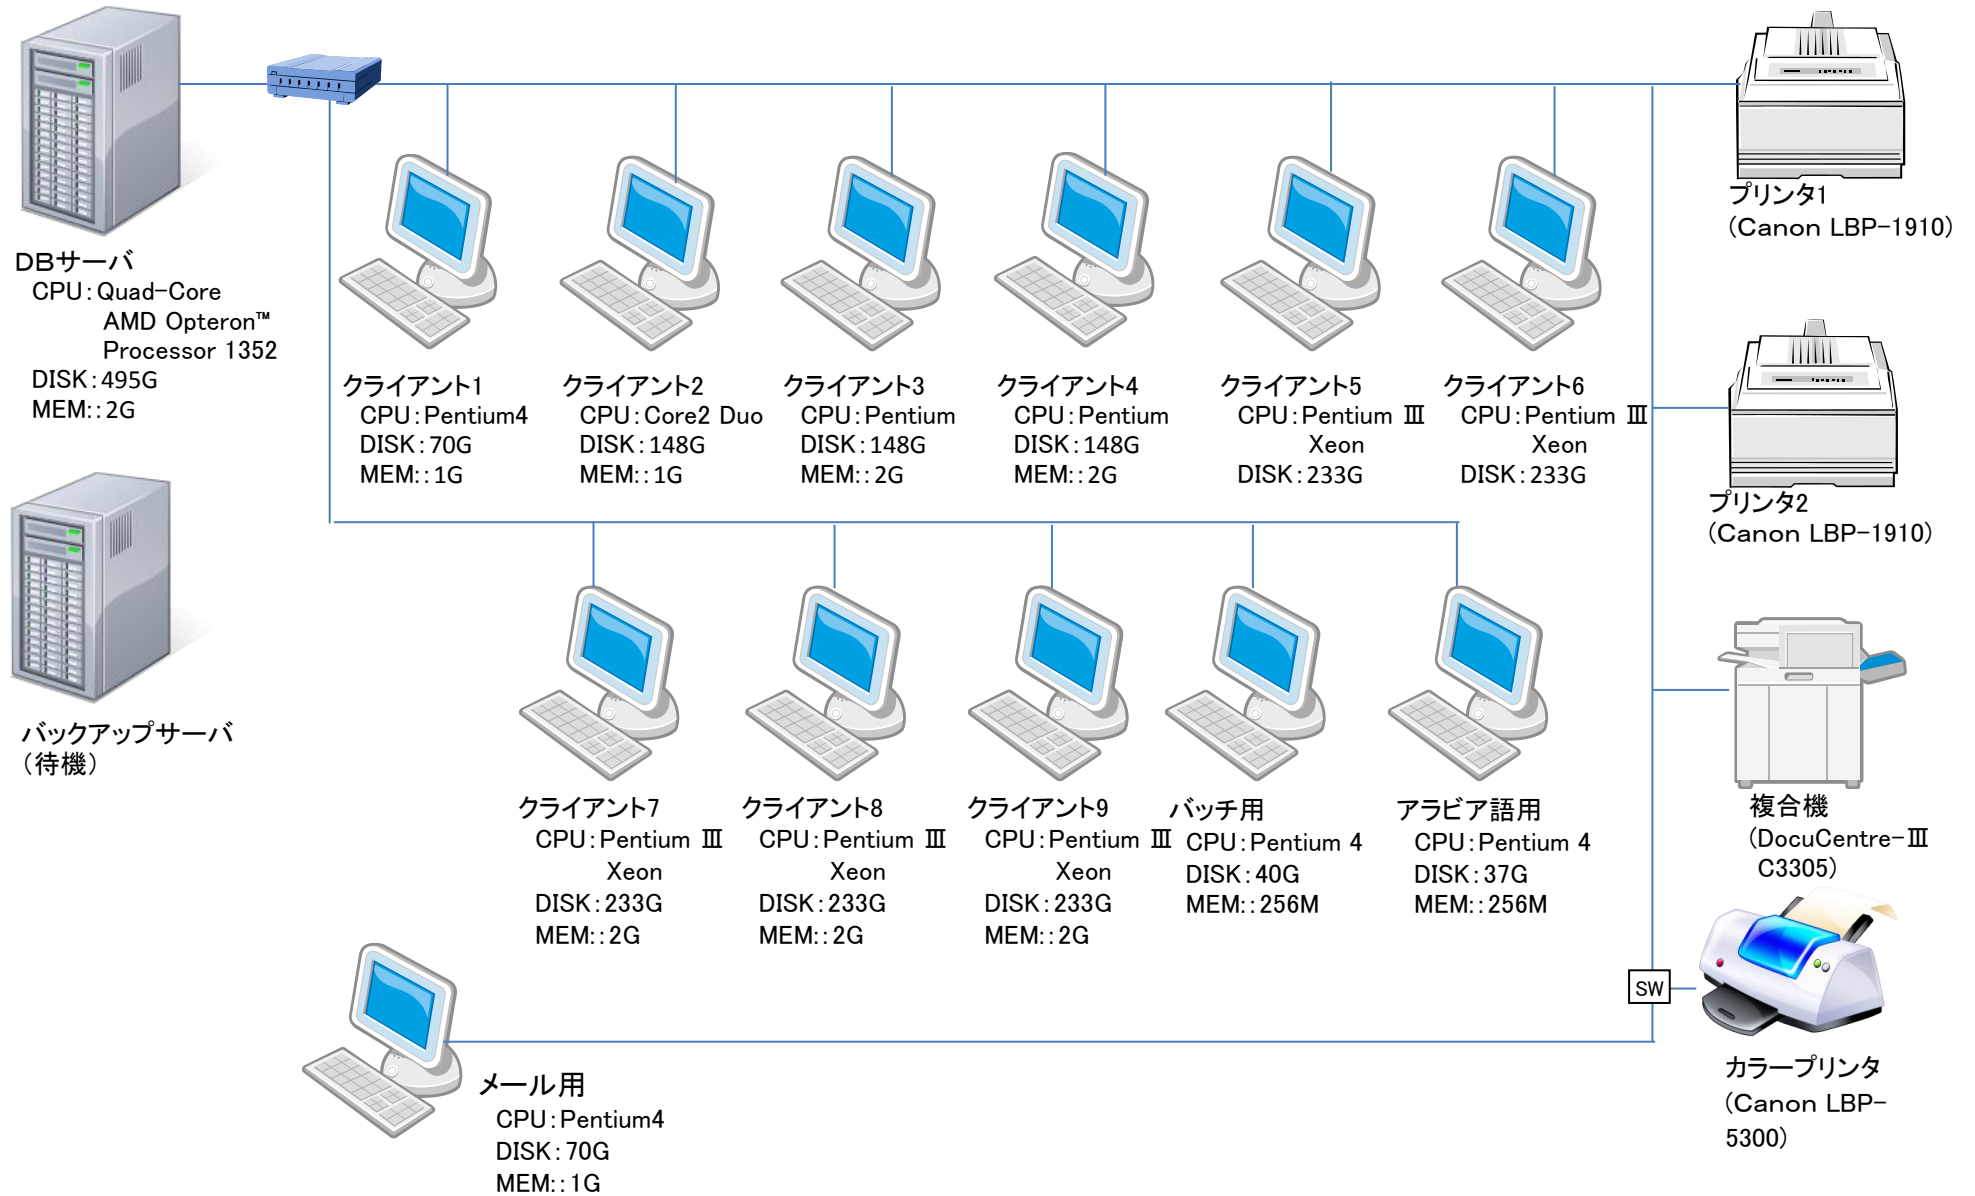 DBサーバ
CPU:Quad-Core
AMD Opteron™
Processor 1352
DISK:495G
MEM::2G
バックアップサーバ
(待機)
クライアント1
CPU:Pentium4
DISK:70G
MEM::1G
クライアント2
CPU:Core2 Duo
DISK:148G
MEM::1G
クライアント3
CPU:Pentium
DISK:148G
MEM::2G
クライアント4
CPU:Pentium
DISK:148G
MEM::2G
クライアント5
CPU:Pentium Ⅲ
Xeon
DISK:233G
クライアント6
CPU:Pentium Ⅲ
Xeon
DISK:233G
プリンタ1
(Canon LBP-1910)
プリンタ2
(Canon LBP-1910)
クライアント7
CPU:Pentium Ⅲ
Xeon
DISK:233G
MEM::2G
クライアント8
CPU:Pentium Ⅲ
Xeon
DISK:233G
MEM::2G
クライアント9
CPU:Pentium Ⅲ
Xeon
DISK:233G
MEM::2G
バッチ用
CPU:Pentium 4
DISK:40G
MEM::256M
アラビア語用
CPU:Pentium 4
DISK:37G
MEM::256M
複合機
(DocuCentre-Ⅲ
C3305)
SW
カラープリンタ
(Canon LBP-
5300)
メール用
CPU:Pentium4
DISK:70G
MEM::1G